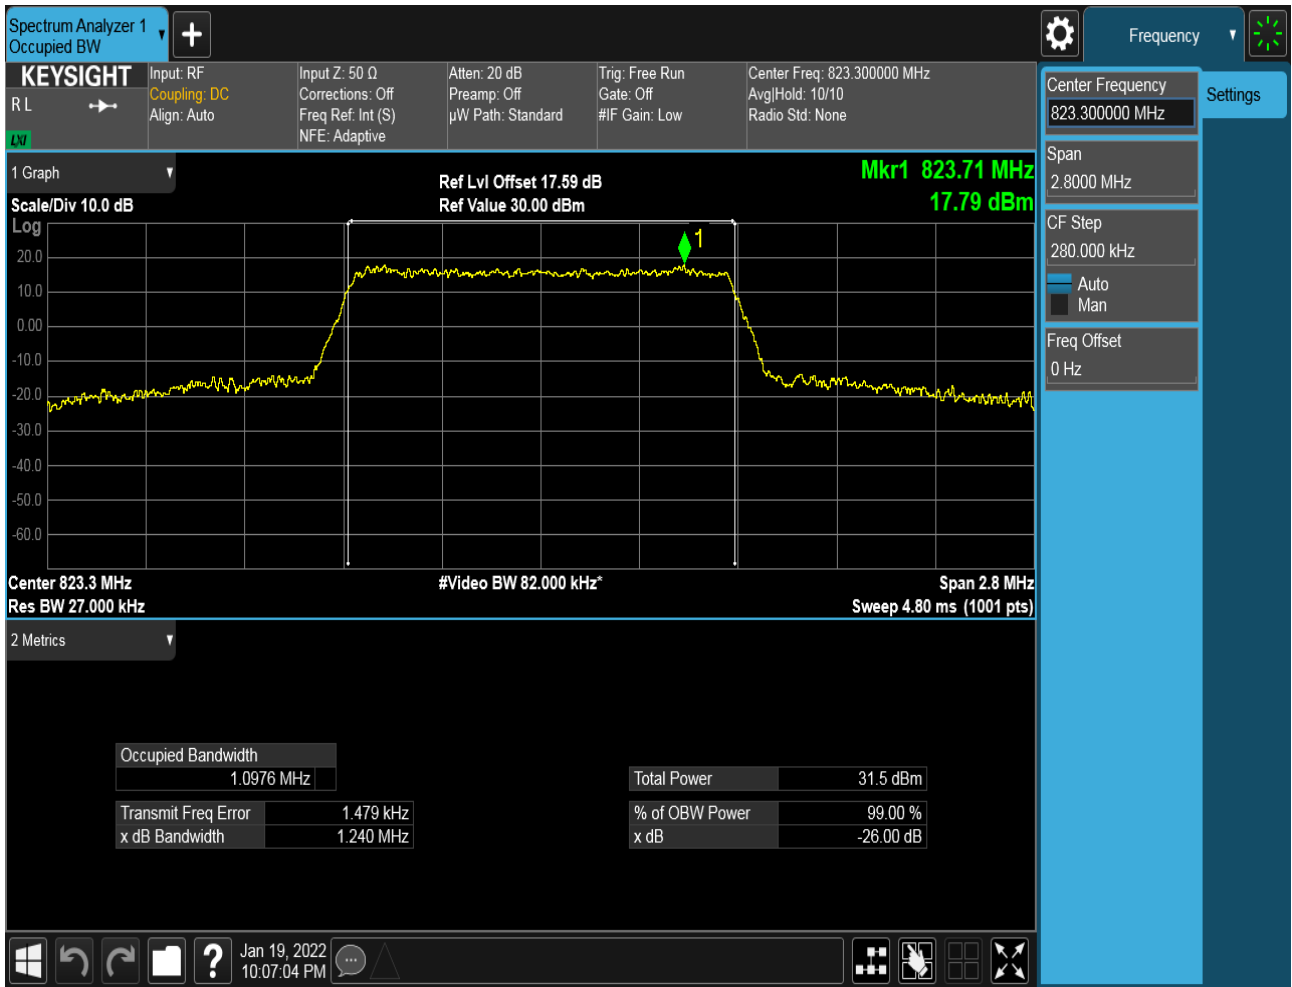 Spectrum Analyzer 1
Occupied BW
Frequency
KEYSIGHT
R L
LXI
Input: RF
Coupling: DC
Align: Auto
Input Z: 50 Ω
Corrections: Off
Freq Ref: Int (S)
NFE: Adaptive
Atten: 20 dB
Preamp: Off
µW Path: Standard
Trig: Free Run
Gate: Off
#IF Gain: Low
Center Freq: 823.300000 MHz
Avg|Hold: 10/10
Radio Std: None
Center Frequency
823.300000 MHz
Settings
Span
2.8000 MHz
CF Step
280.000 kHz
Auto
Man
Freq Offset
0 Hz
1 Graph
Scale/Div 10.0 dB
Ref Lvl Offset 17.59 dB
Ref Value 30.00 dBm
Mkr1 823.71 MHz
17.79 dBm
Log
1
20.0
10.0
0.00
-10.0
-20.0
-30.0
-40.0
-50.0
-60.0
Center 823.3 MHz
#Video BW 82.000 kHz*
Span 2.8 MHz
Res BW 27.000 kHz
Sweep 4.80 ms (1001 pts)
2 Metrics
Occupied Bandwidth
1.0976 MHz
Total Power 31.5 dBm
Transmit Freq Error 1.479 kHz
% of OBW Power 99.00 %
x dB Bandwidth 1.240 MHz
x dB -26.00 dB
?
Jan 19, 2022
10:07:04 PM